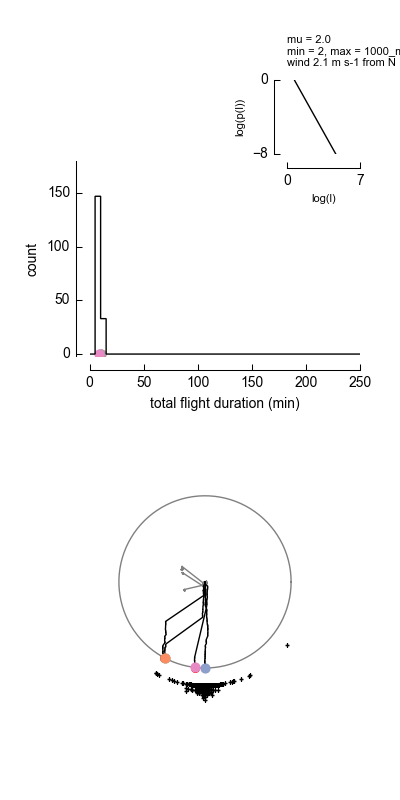 mu = 2.0
min = 2, max = 1000_m
wind 2.1 m s-1 from N
0
log(p(l))
−8
0 7
log(l)
150
100
count
50
0
0 50 100 150 200 250
total flight duration (min)